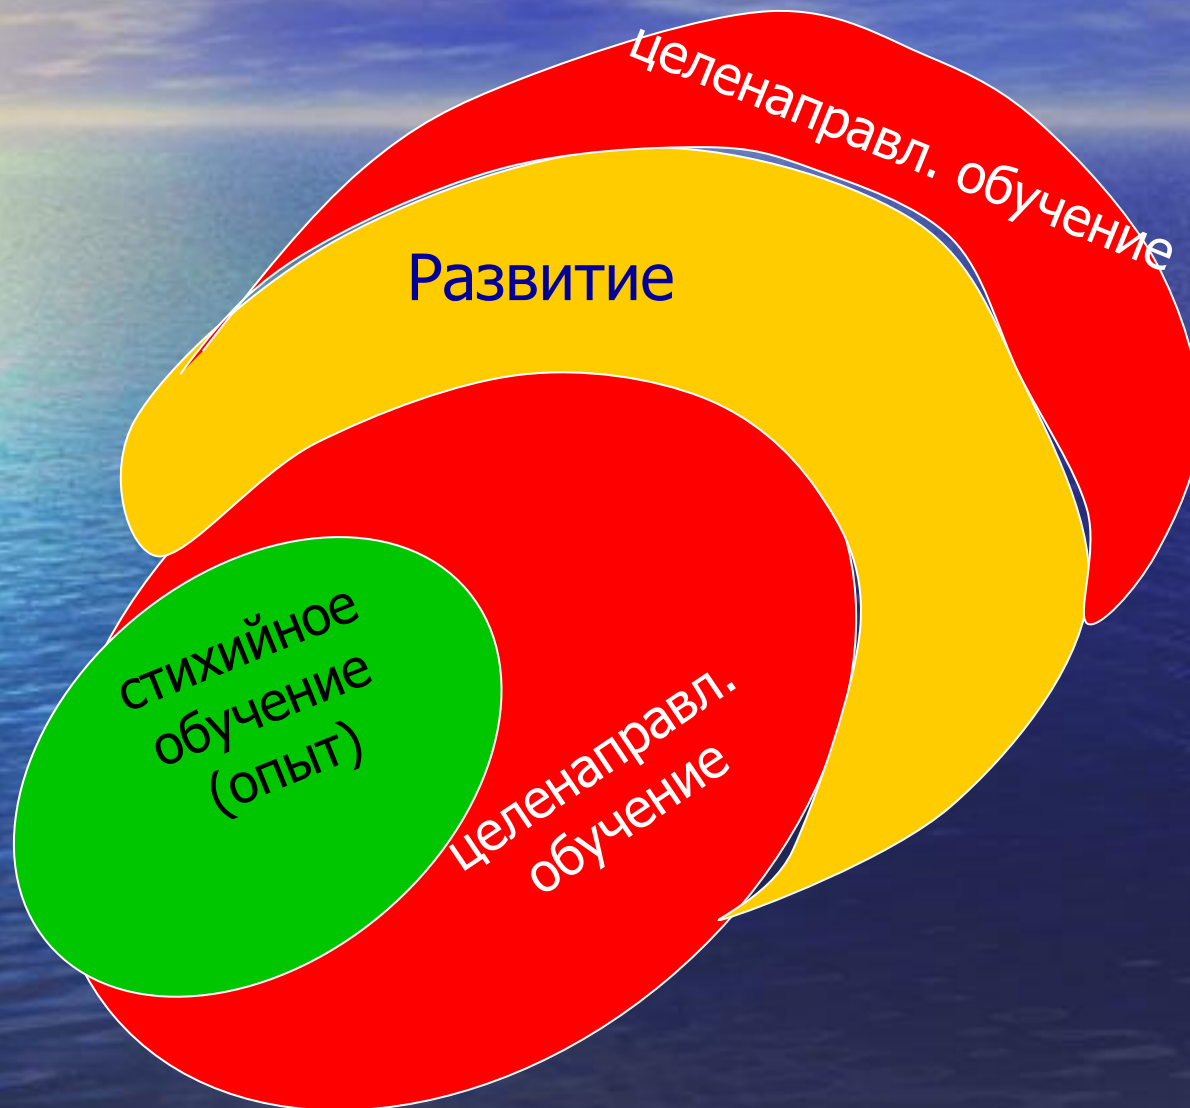 целенаправл. обучение
Развитие
стихийное
обучение
(опыт)
целенаправл.
обучение